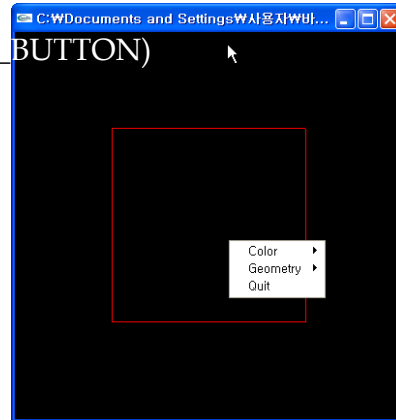 C:₩Documents and Settings₩사용자₩바...
BUTTON)
Color
Geometry
Quit